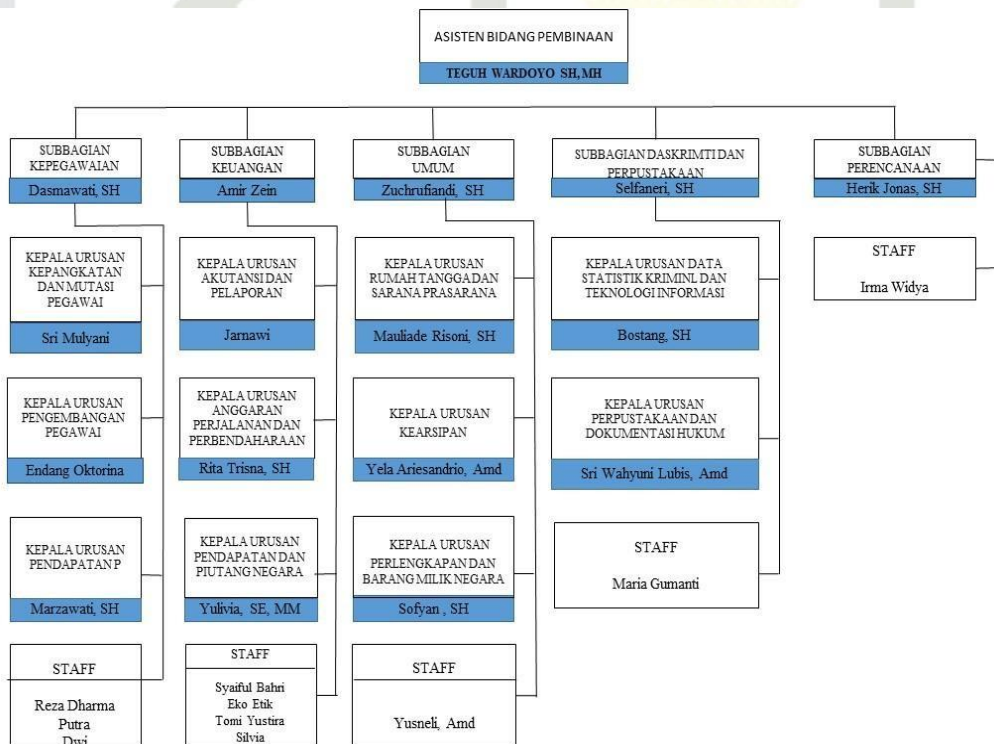 ASISTEN BIDANG PEMBINAAN
TEGUH WARDOYO SH,MH
SUBBAGIAN
KEPEGAWAIAN
Dasmawati, SH
SUBBAGIAN
KEUANGAN
Amir Zein
SUBBAGIAN
UMUM
Zuchrufiandi, SH
SUBBAGIAN DASKRIMTI DAN
PERPUSTAKAAN
Selfaneri, SH
SUBBAGIAN
PERENCANAAN
Herik Jonas, SH
KEPALA URUSAN
KEPANGKATAN
DAN MUTASI
PEGAWAI
Sri Mulyani
KEPALA URUSAN
AKUTANSI DAN
PELAPORAN
Jarnawi
KEPALA URUSAN
RUMAH TANGGA DAN
SARANA PRASARANA
Mauliade Risoni, SH
KEPALA URUSAN DATA
STATISTIK KRIMINL DAN
TEKNOLOGI INFORMASI
Bostang, SH
STAFF
Irma Widya
KEPALA URUSAN
PENGEMBANGAN
PEGAWAI
Endang Oktorina
KEPALA URUSAN
ANGGARAN
PERJALANAN DAN
PERBENDAHARAAN
Rita Trisna, SH
KEPALA URUSAN
KEARSIPAN
Yela Ariesandrio, Amd
KEPALA URUSAN
PERPUSTAKAAN DAN
DOKUMENTASI HUKUM
Sri Wahyuni Lubis, Amd
KEPALA URUSAN
PENDAPATAN P
Marzawati, SH
KEPALA URUSAN
PENDAPATAN DAN
PIUTANG NEGARA
Yulivia, SE, MM
KEPALA URUSAN
PERLENGKAPAN DAN
BARANG MILIK NEGARA
Sofyan , SH
STAFF
Maria Gumanti
STAFF
Reza Dharma
Putra
Dwi
STAFF
Syaiful Bahri
Eko Etik
Tomi Yustira
Silvia
STAFF
Yusneli, Amd